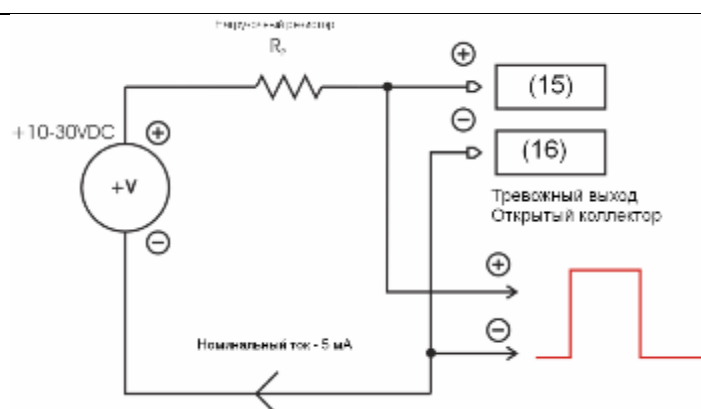 Нагрузочный резистор
R
+10-30VDC
+V
(15)
(16)
Тревожный выход
Открытый коллектор
Номинальный ток - 5 мА